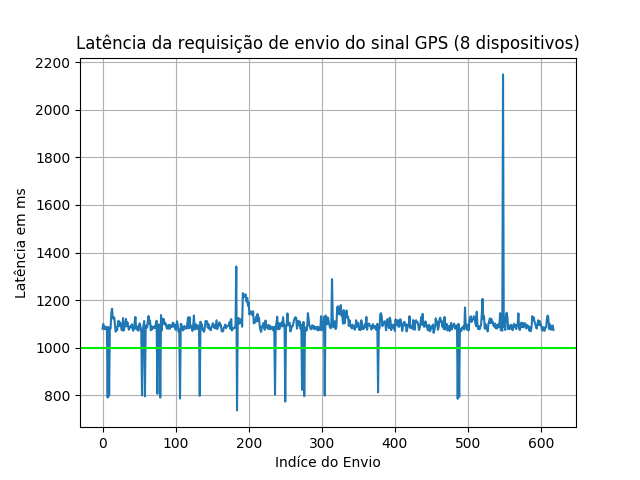 Latência da requisição de envio do sinal GPS (8 dispositivos)
2200
2000
1800
1600
1400
1200
1000
800
Latência em ms
0 100 200 300 400 500 600
Indíce do Envio